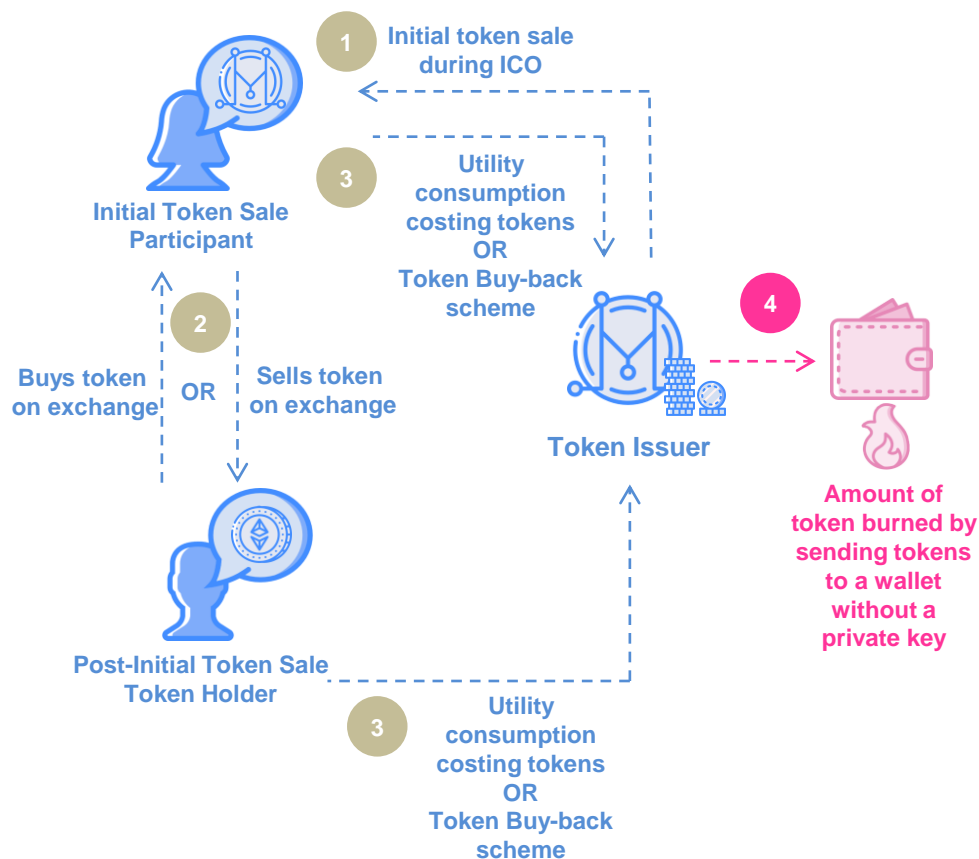 1
Initial token sale
during ICO
3
Utility
consumption
costing tokens
OR
Token Buy-back
scheme
Initial Token Sale
Participant
2
OR
Buys token
on exchange
Sells token
on exchange
4
Token Issuer
Amount of
token burned by
sending tokens
to a wallet
without a
private key
Post-Initial Token Sale
Token Holder
3
Utility
consumption
costing tokens
OR
Token Buy-back
scheme